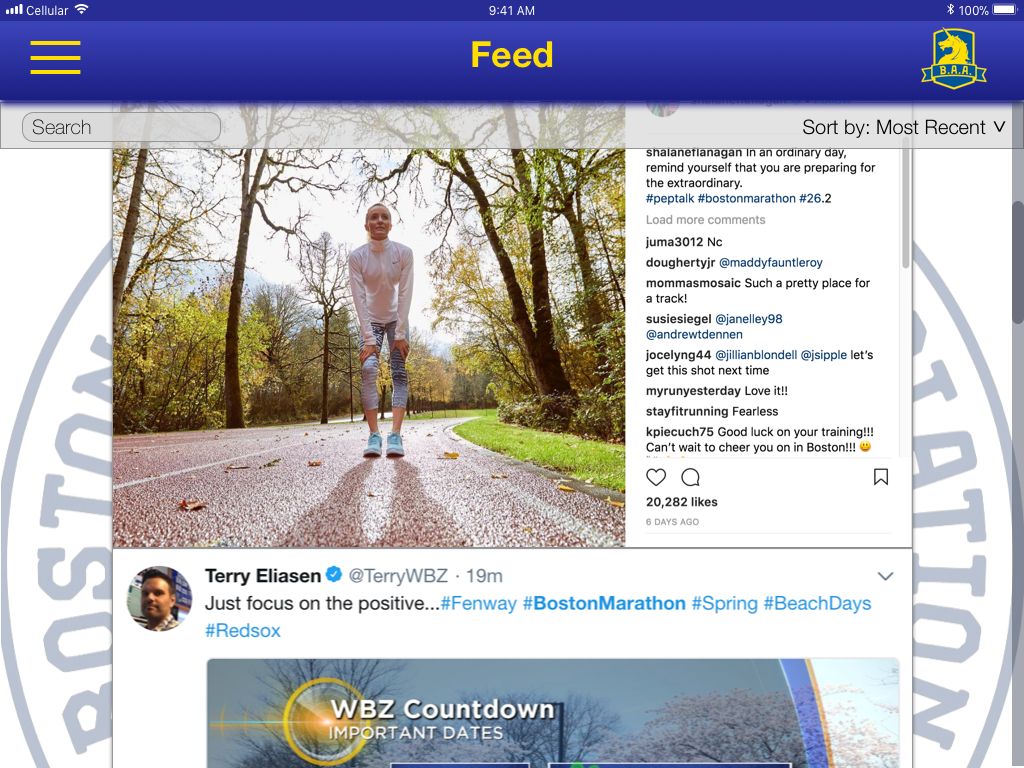 Cellular 9:41 AM 100%
Feed
B.A.A.
Search
Sort by: Most Recent
shalaneflanagan In an ordinary day,
remind yourself that you are preparing for
the extraordinary.
#peptalk #bostonmarathon #26.2
Load more comments
juma3012 Nc
doughertyjr @maddyfauntleroy
mommasmosaic Such a pretty place for
a track!
susiesiegel @janelley98
@andrewtdennen
jocelyng44 @jillianblondell @jsipple let’s
get this shot next time
myrunyesterday Love it!!
stayfitrunning Fearless
kpiecuch75 Good luck on your training!!!
Can’t wait to cheer you on in Boston!!! 😀
20,282 likes
6 DAYS AGO
BOSTON
Terry Eliasen @TerryWBZ · 19m
Just focus on the positive...#Fenway #BostonMarathon #Spring #BeachDays
#Redsox
WBZ Countdown
IMPORTANT DATES